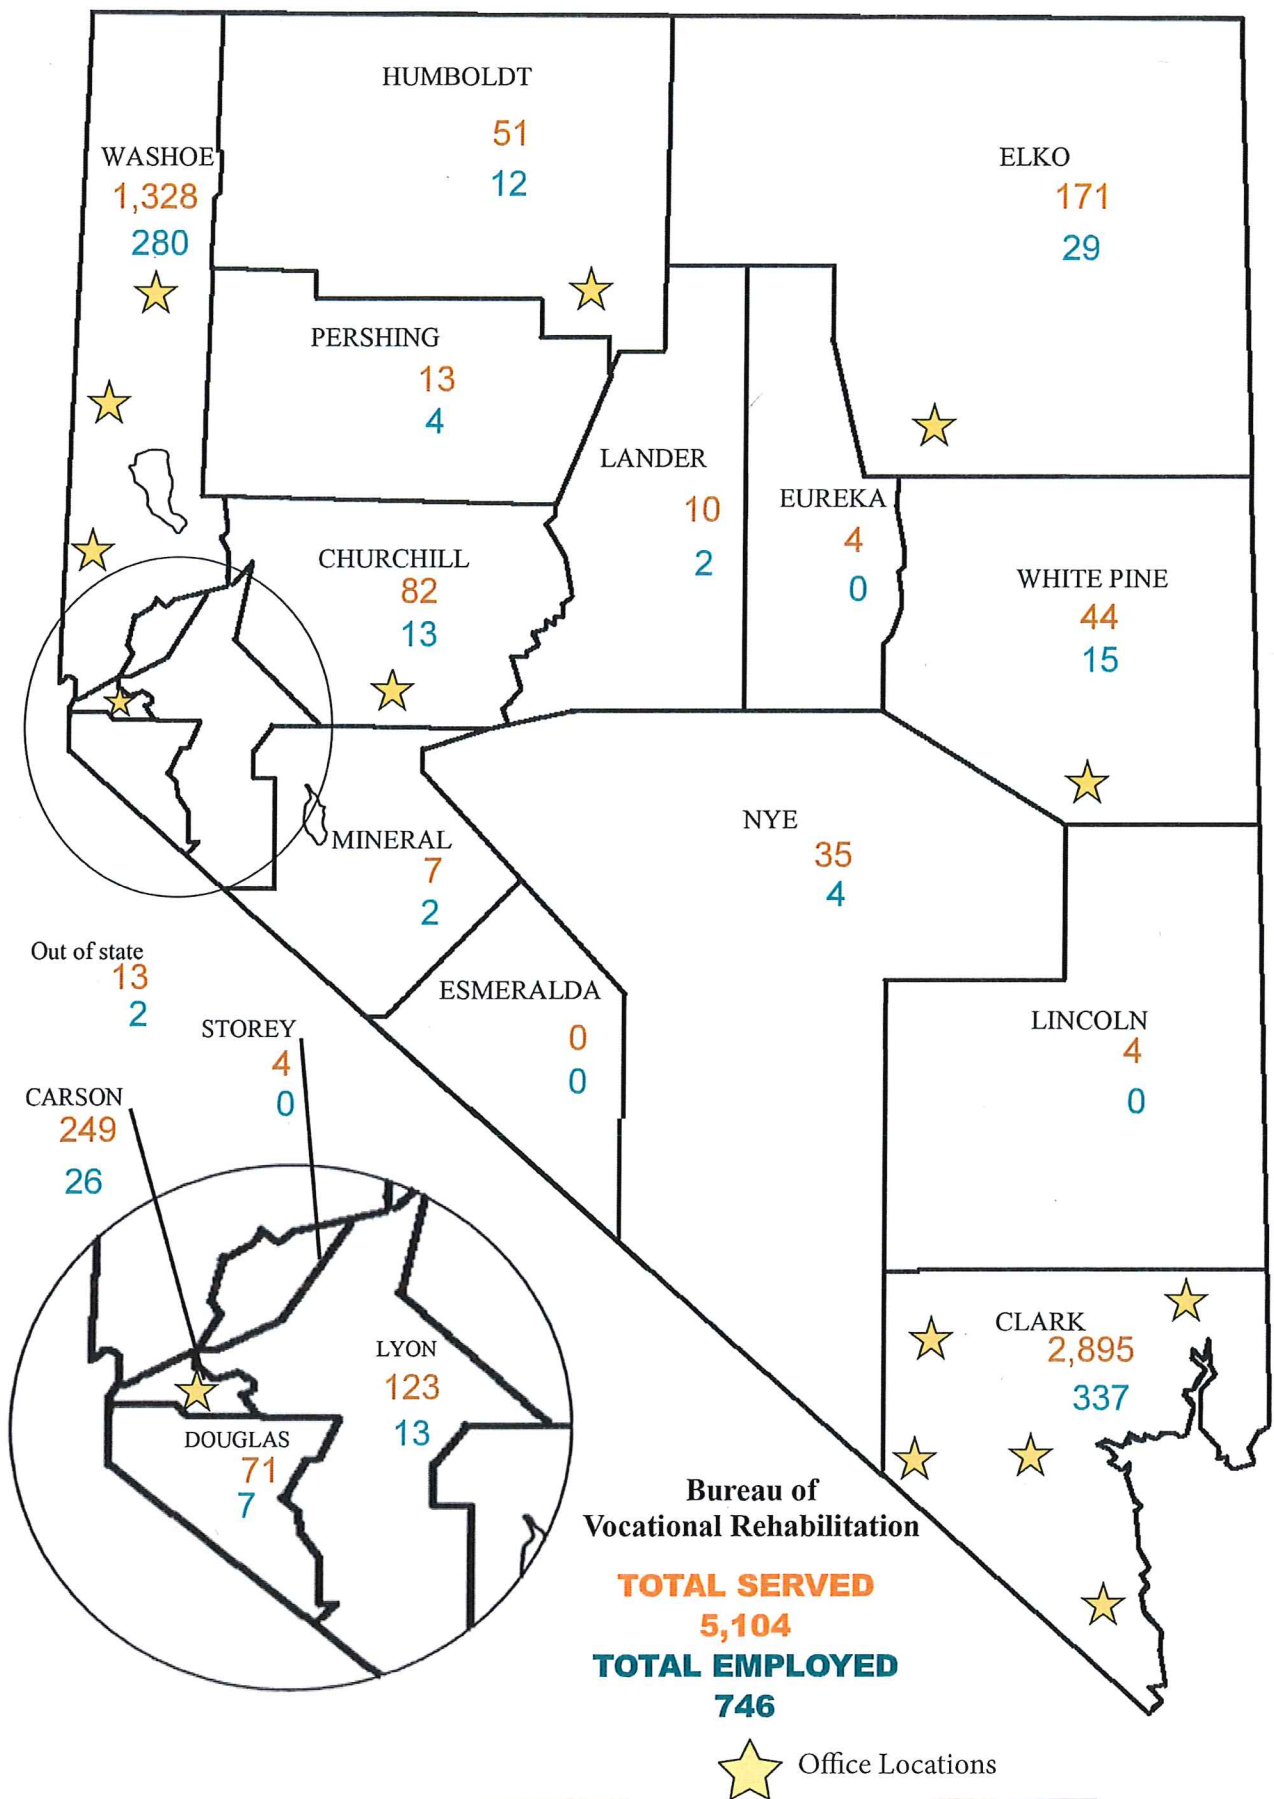 HUMBOLDT
51
12
WASHOE
1,328
280
ELKO
171
29
PERSHING
13
4
LANDER
10
2
EUREKA
4
0
CHURCHILL
82
13
WHITE PINE
44
15
NYE
35
4
MINERAL
7
2
Out of state
13
2
ESMERALDA
0
0
STOREY
4
0
LINCOLN
4
0
CARSON
249
26
CLARK
2,895
337
LYON
123
13
DOUGLAS
71
7
Bureau of
Vocational Rehabilitation
TOTAL SERVED
5,104
TOTAL EMPLOYED
746
Office Locations